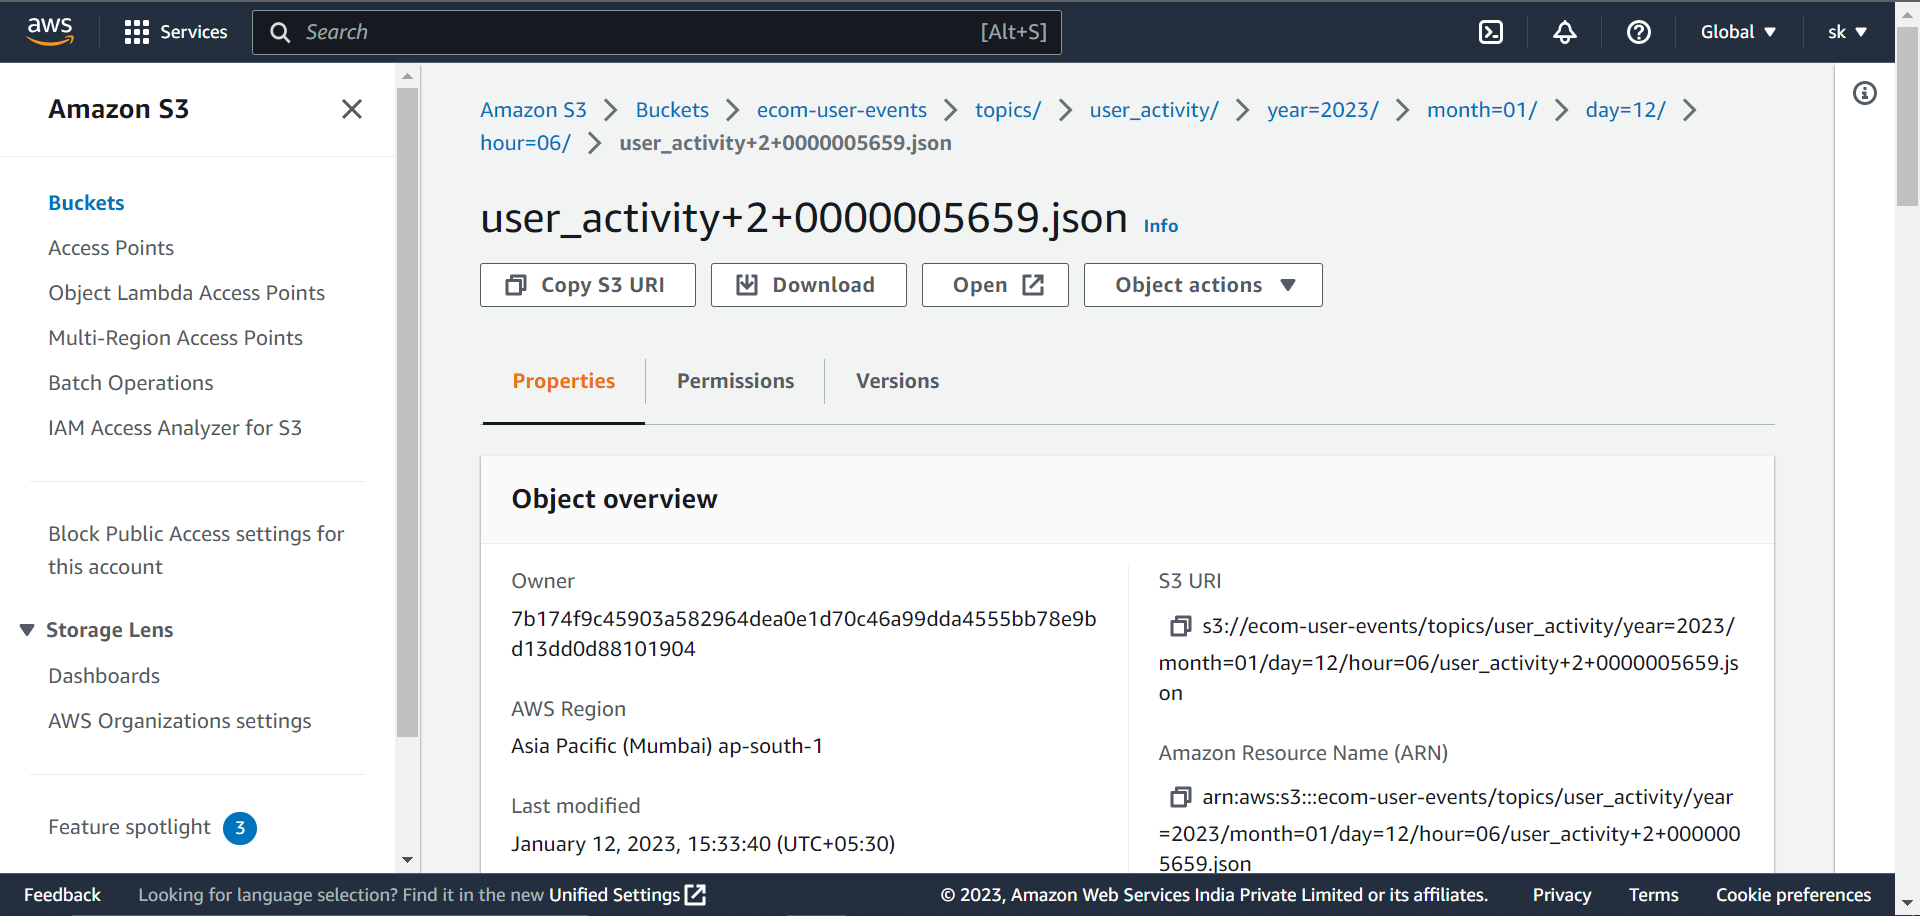 aws
Services
Search
[Alt+S]
Global
sk
Amazon S3
Buckets
Access Points
Object Lambda Access Points
Multi-Region Access Points
Batch Operations
IAM Access Analyzer for S3
Block Public Access settings for
this account
Storage Lens
Dashboards
AWS Organizations settings
Feature spotlight 3
Amazon S3 > Buckets > ecom-user-events > topics/ > user_activity/ > year=2023/ > month=01/ > day=12/ >
hour=06/ > user_activity+2+0000005659.json
user_activity+2+0000005659.json Info
Copy S3 URI
Download
Open
Object actions
Properties
Permissions
Versions
Object overview
Owner
7b174f9c45903a582964dea0e1d70c46a99dda4555bb78e9b
d13dd0d88101904
AWS Region
Asia Pacific (Mumbai) ap-south-1
Last modified
January 12, 2023, 15:33:40 (UTC+05:30)
S3 URI
s3://ecom-user-events/topics/user_activity/year=2023/
month=01/day=12/hour=06/user_activity+2+0000005659.js
on
Amazon Resource Name (ARN)
arn:aws:s3:::ecom-user-events/topics/user_activity/year
=2023/month=01/day=12/hour=06/user_activity+2+000000
5659.json
Feedback
Looking for language selection? Find it in the new Unified Settings
© 2023, Amazon Web Services India Private Limited or its affiliates.
Privacy
Terms
Cookie preferences